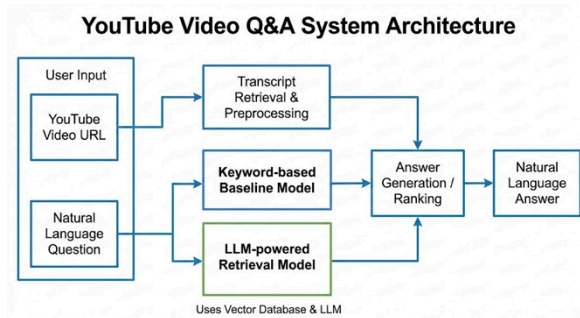 YouTube Video Q&A System Architecture
User Input
YouTube
Video URL
Natural
Language
Question
Transcript
Retrieval &
Preprocessing
Keyword-based
Baseline Model
LLM-powered
Retrieval Model
Uses Vector Database & LLM
Answer
Generation /
Ranking
Natural
Language
Answer